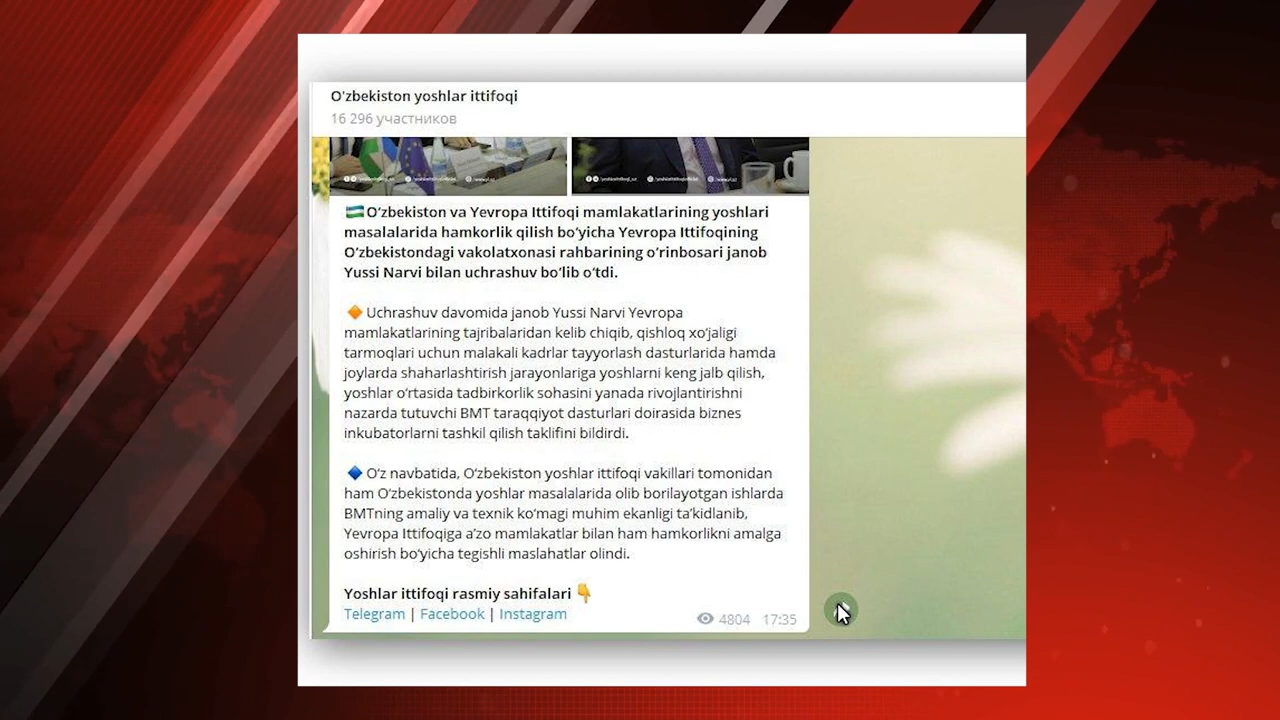 O'zbekiston yoshlar ittifoqi
16 296 участников
O‘zbekiston va Yevropa Ittifoqi mamlakatlarining yoshlari
masalalarida hamkorlik qilish bo‘yicha Yevropa Ittifoqining
O‘zbekistondagi vakolatxonasi rahbarining o‘rinbosari janob
Yussi Narvi bilan uchrashuv bo‘lib o‘tdi.
Uchrashuv davomida janob Yussi Narvi Yevropa
mamlakatlarining tajribalaridan kelib chiqib, qishloq xo‘jaligi
tarmoqlari uchun malakali kadrlar tayyorlash dasturlarida hamda
joylarda shaharlashtirish jarayonlariga yoshlarni keng jalb qilish,
yoshlar o‘rtasida tadbirkorlik sohasini yanada rivojlantirishni
nazarda tutuvchi BMT taraqqiyot dasturlari doirasida biznes
inkubatorlarni tashkil qilish taklifini bildirdi.
O‘z navbatida, O‘zbekiston yoshlar ittifoqi vakillari tomonidan
ham O‘zbekistonda yoshlar masalalarida olib borilayotgan ishlarda
BMTning amaliy va texnik ko‘magi muhim ekanligi ta’kidlanib,
Yevropa Ittifoqiga a’zo mamlakatlar bilan ham hamkorlikni amalga
oshirish bo‘yicha tegishli maslahatlar olindi.
Yoshlar ittifoqi rasmiy sahifalari
Telegram | Facebook | Instagram
4804 17:35